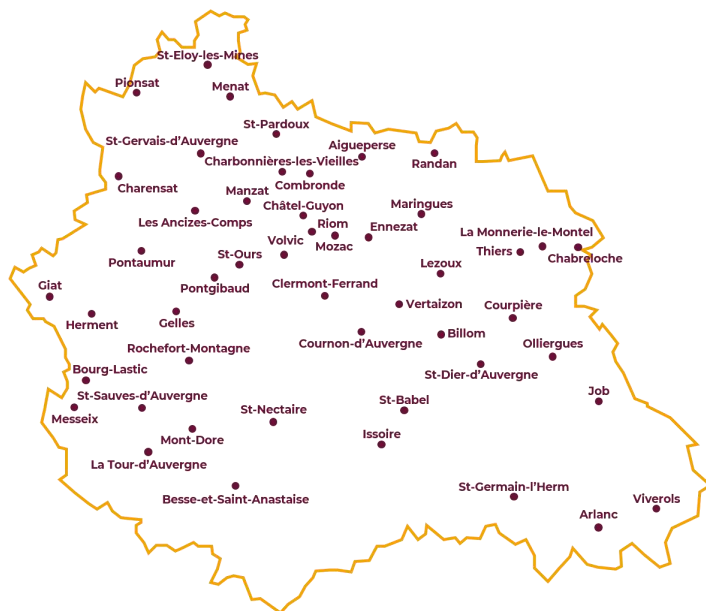 St-Eloy-les-Mines
Pionsat
Menat
St-Pardoux
St-Gervais-d’Auvergne
Aigueperse
Charbonnières-les-Vieilles
Randan
Charensat
Combronde
Manzat
Châtel-Guyon
Maringues
Les Ancizes-Comps
Riom
Ennezat
La Monnerie-le-Montel
Volvic
Mozac
Thiers
Chabreloche
Pontaumur
St-Ours
Lezoux
Giat
Pontgibaud
Clermont-Ferrand
Vertaizon
Courpière
Herment
Gelles
Cournon-d’Auvergne
Billom
Olliergues
Rochefort-Montagne
Bourg-Lastic
St-Dier-d’Auvergne
St-Sauves-d’Auvergne
Job
Messeix
St-Nectaire
St-Babel
Mont-Dore
Issoire
La Tour-d’Auvergne
Besse-et-Saint-Anastaise
St-Germain-l’Herm
Viverols
Arlanc